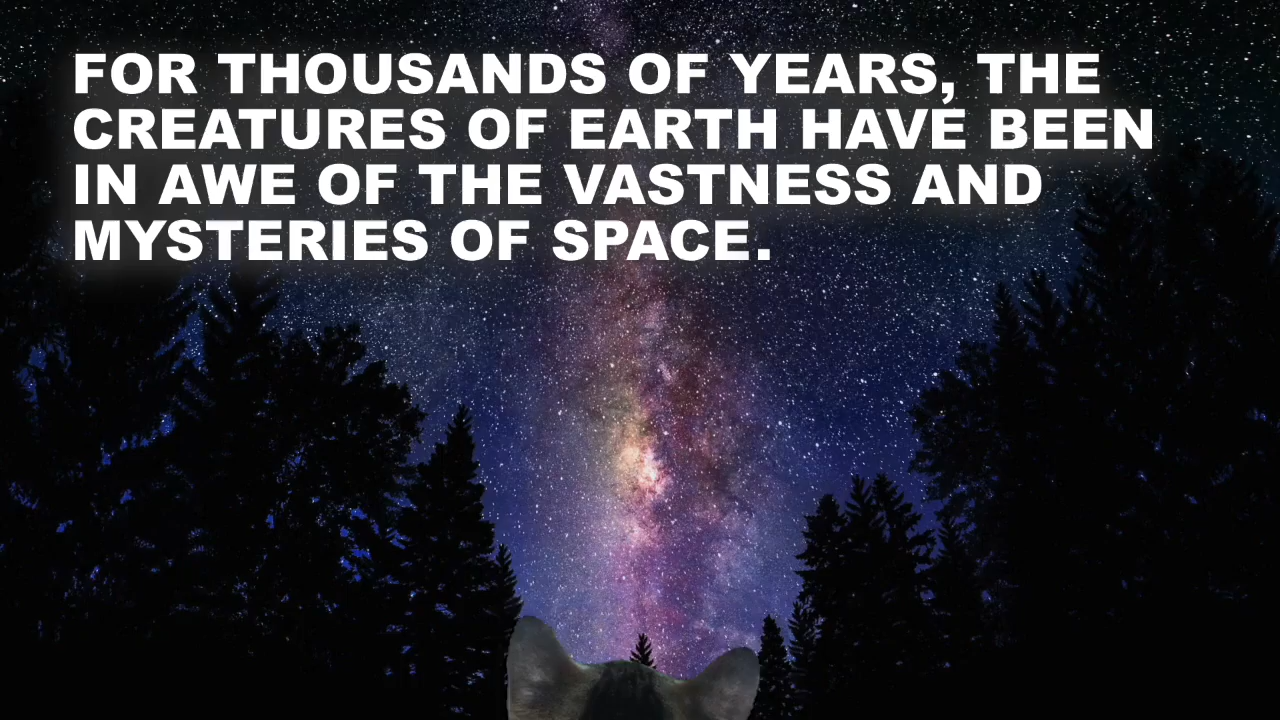 FOR THOUSANDS OF YEARS, THE
CREATURES OF EARTH HAVE BEEN
IN AWE OF THE VASTNESS AND
MYSTERIES OF SPACE.